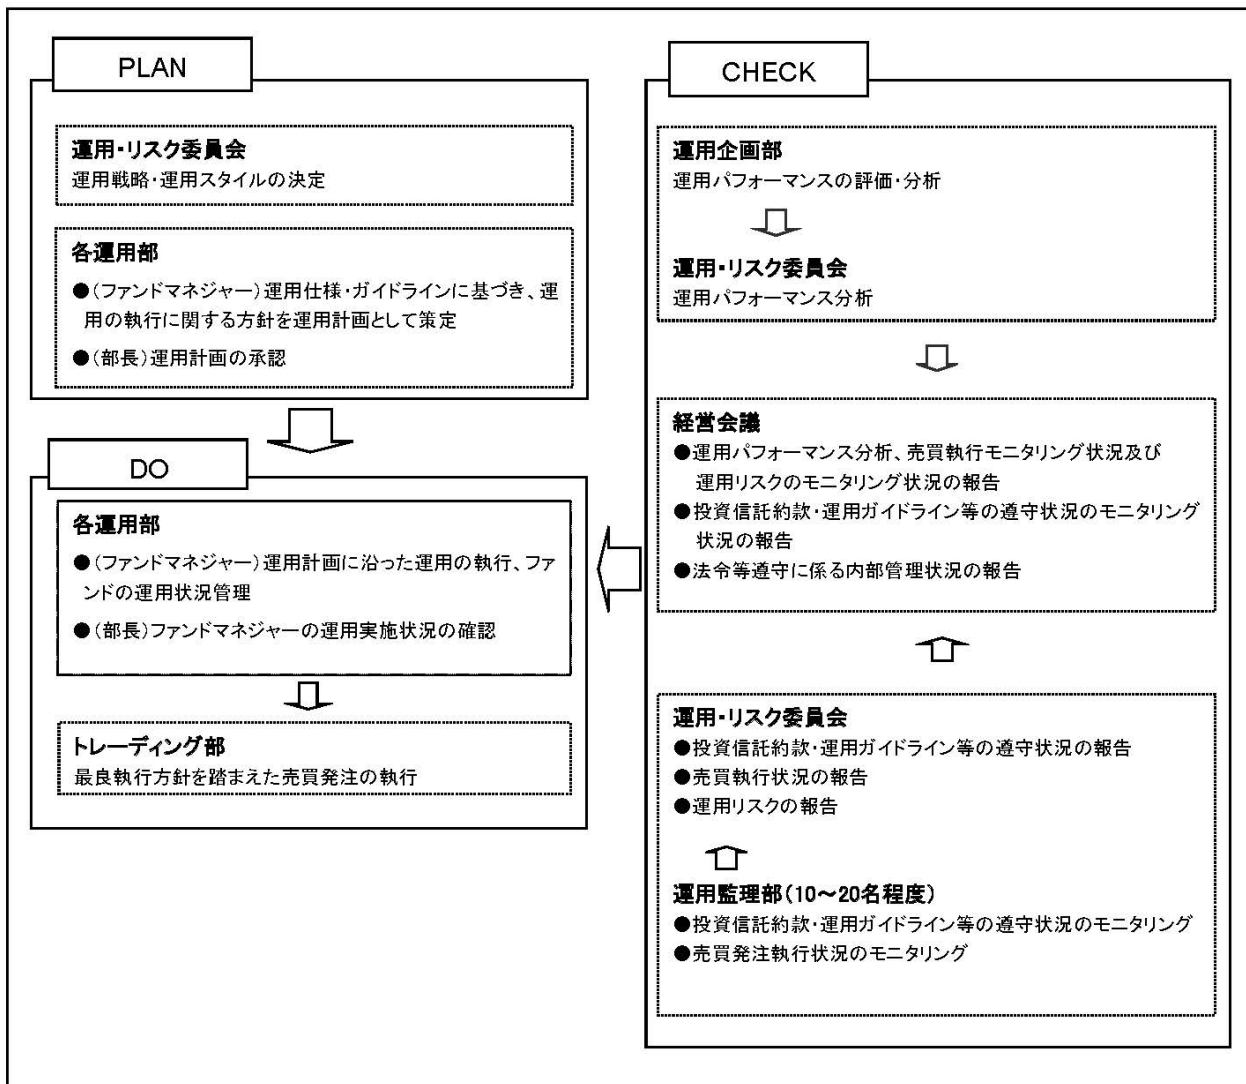 PLAN
運用・リスク委員会
運用戦略・運用スタイルの決定
各運用部
●(ファンドマネジャー)運用仕様・ガイドラインに基づき、運
用の執行に関する方針を運用計画として策定
●(部長)運用計画の承認
DO
各運用部
●(ファンドマネジャー)運用計画に沿った運用の執行、ファ
ンドの運用状況管理
●(部長)ファンドマネジャーの運用実施状況の確認
トレーディング部
最良執行方針を踏まえた売買発注の執行
CHECK
運用企画部
運用パフォーマンスの評価・分析
運用・リスク委員会
運用パフォーマンス分析
経営会議
●運用パフォーマンス分析、売買執行モニタリング状況及び
運用リスクのモニタリング状況の報告
●投資信託約款・運用ガイドライン等の遵守状況のモニタリング
状況の報告
●法令等遵守に係る内部管理状況の報告
運用・リスク委員会
●投資信託約款・運用ガイドライン等の遵守状況の報告
●売買執行状況の報告
●運用リスクの報告
運用監理部(10～20名程度)
●投資信託約款・運用ガイドライン等の遵守状況のモニタリング
●売買発注執行状況のモニタリング